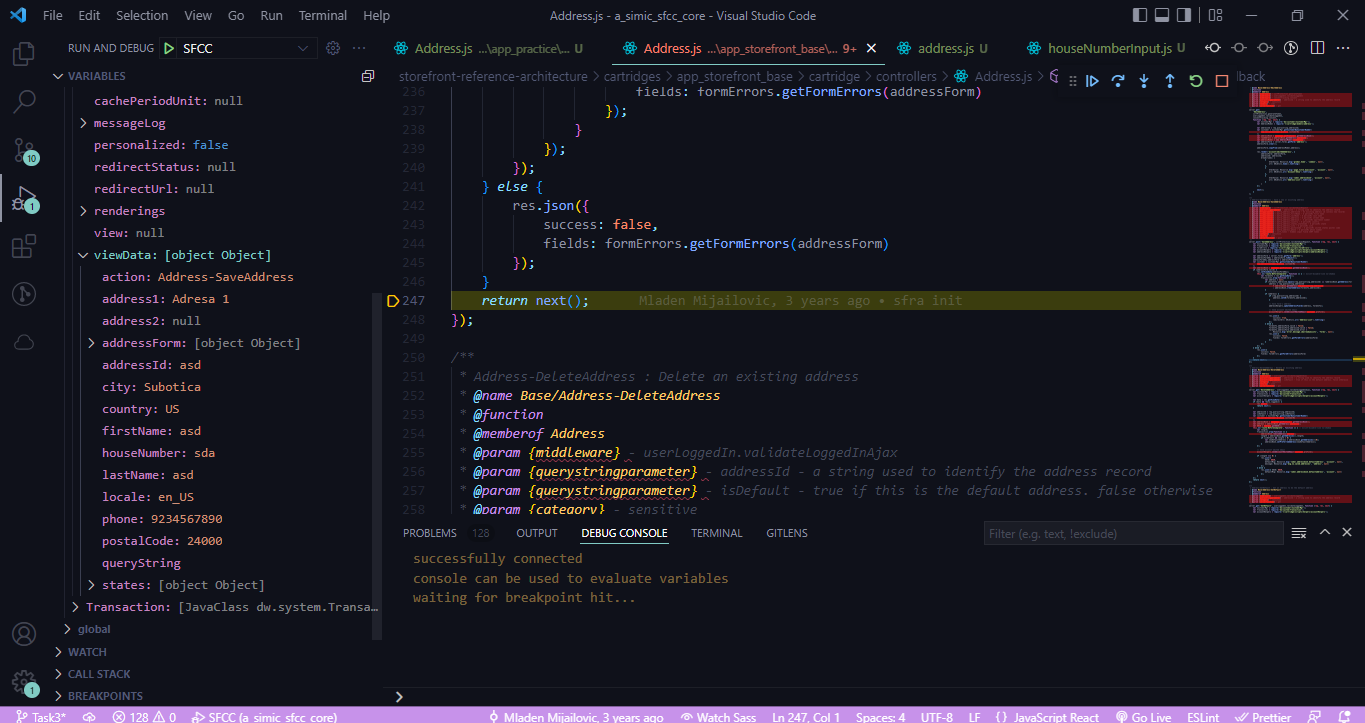 File Edit Selection View Go Run Terminal Help
Address.js - a_simic_sfcc_core - Visual Studio Code
RUN AND DEBUG SFCC
Address.js ...\app_practice\... U
Address.js ...\app_storefront_base\... 9+
address.js U
houseNumberInput.js U
storefront-reference-architecture > cartridges > app_storefront_base > cartridge > controllers > Address.js > lback
VARIABLES
cachePeriodUnit: null
messageLog
personalized: false
redirectStatus: null
redirectUrl: null
renderings
view: null
viewData: [object Object]
action: Address-SaveAddress
address1: Adresa 1
address2: null
addressForm: [object Object]
addressId: asd
city: Subotica
country: US
firstName: asd
houseNumber: sda
lastName: asd
locale: en_US
phone: 9234567890
postalCode: 24000
queryString
states: [object Object]
Transaction: [JavaClass dw.system.Transa...
global
WATCH
CALL STACK
BREAKPOINTS
10
1
1
236 fields: formErrors.getFormErrors(addressForm)
237 });
238 }
239 });
240 });
241 } else {
242 res.json({
243 success: false,
244 fields: formErrors.getFormErrors(addressForm)
245 });
246 }
247 return next(); Mladen Mijailovic, 3 years ago • sfra init
248 });
249
250 /**
251 * Address-DeleteAddress : Delete an existing address
252 * @name Base/Address-DeleteAddress
253 * @function
254 * @memberof Address
255 * @param {middleware} - userLoggedIn.validateLoggedInAjax
256 * @param {querystringparameter} - addressId - a string used to identify the address record
257 * @param {querystringparameter} - isDefault - true if this is the default address. false otherwise
258 * @param {category} - sensitive
PROBLEMS 128 OUTPUT DEBUG CONSOLE TERMINAL GITLENS
Filter (e.g. text, !exclude)
successfully connected
console can be used to evaluate variables
waiting for breakpoint hit...
Task3* 128 0 SFCC (a_simic_sfcc_core) Mladen Mijailovic, 3 years ago Watch Sass Ln 247, Col 1 Spaces: 4 UTF-8 LF {} JavaScript React Go Live ESLint Prettier